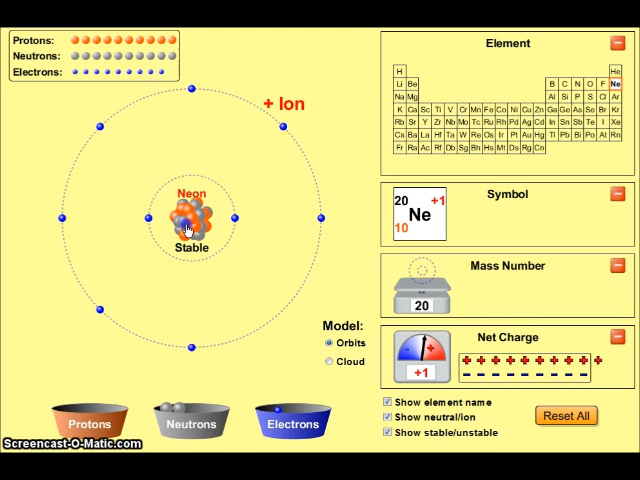 Protons:
Neutrons:
Electrons:
+ Ion
Neon
Stable
Model:
Orbits
Cloud
Protons
Neutrons
Electrons
Element
H He
Li Be B C N O F Ne
Na Mg Al Si P S Cl Ar
K Ca Sc Ti V Cr Mn Fe Co Ni Cu Zn Ga Ge As Se Br Kr
Rb Sr Y Zr Nb Mo Tc Ru Rh Pd Ag Cd In Sn Sb Te I Xe
Cs Ba La Hf Ta W Re Os Ir Pt Au Hg Tl Pb Bi Po At Rn
Fr Ra Ac Rf Db Sg Bh Hs Mt Ds Rg Cn
Symbol
20 +1
Ne
10
Mass Number
20
Net Charge
- +
+1
+ + + + + + + + + +
- - - - - - - - -
Show element name
Show neutral/ion
Show stable/unstable
Reset All
Screencast-O-Matic.com